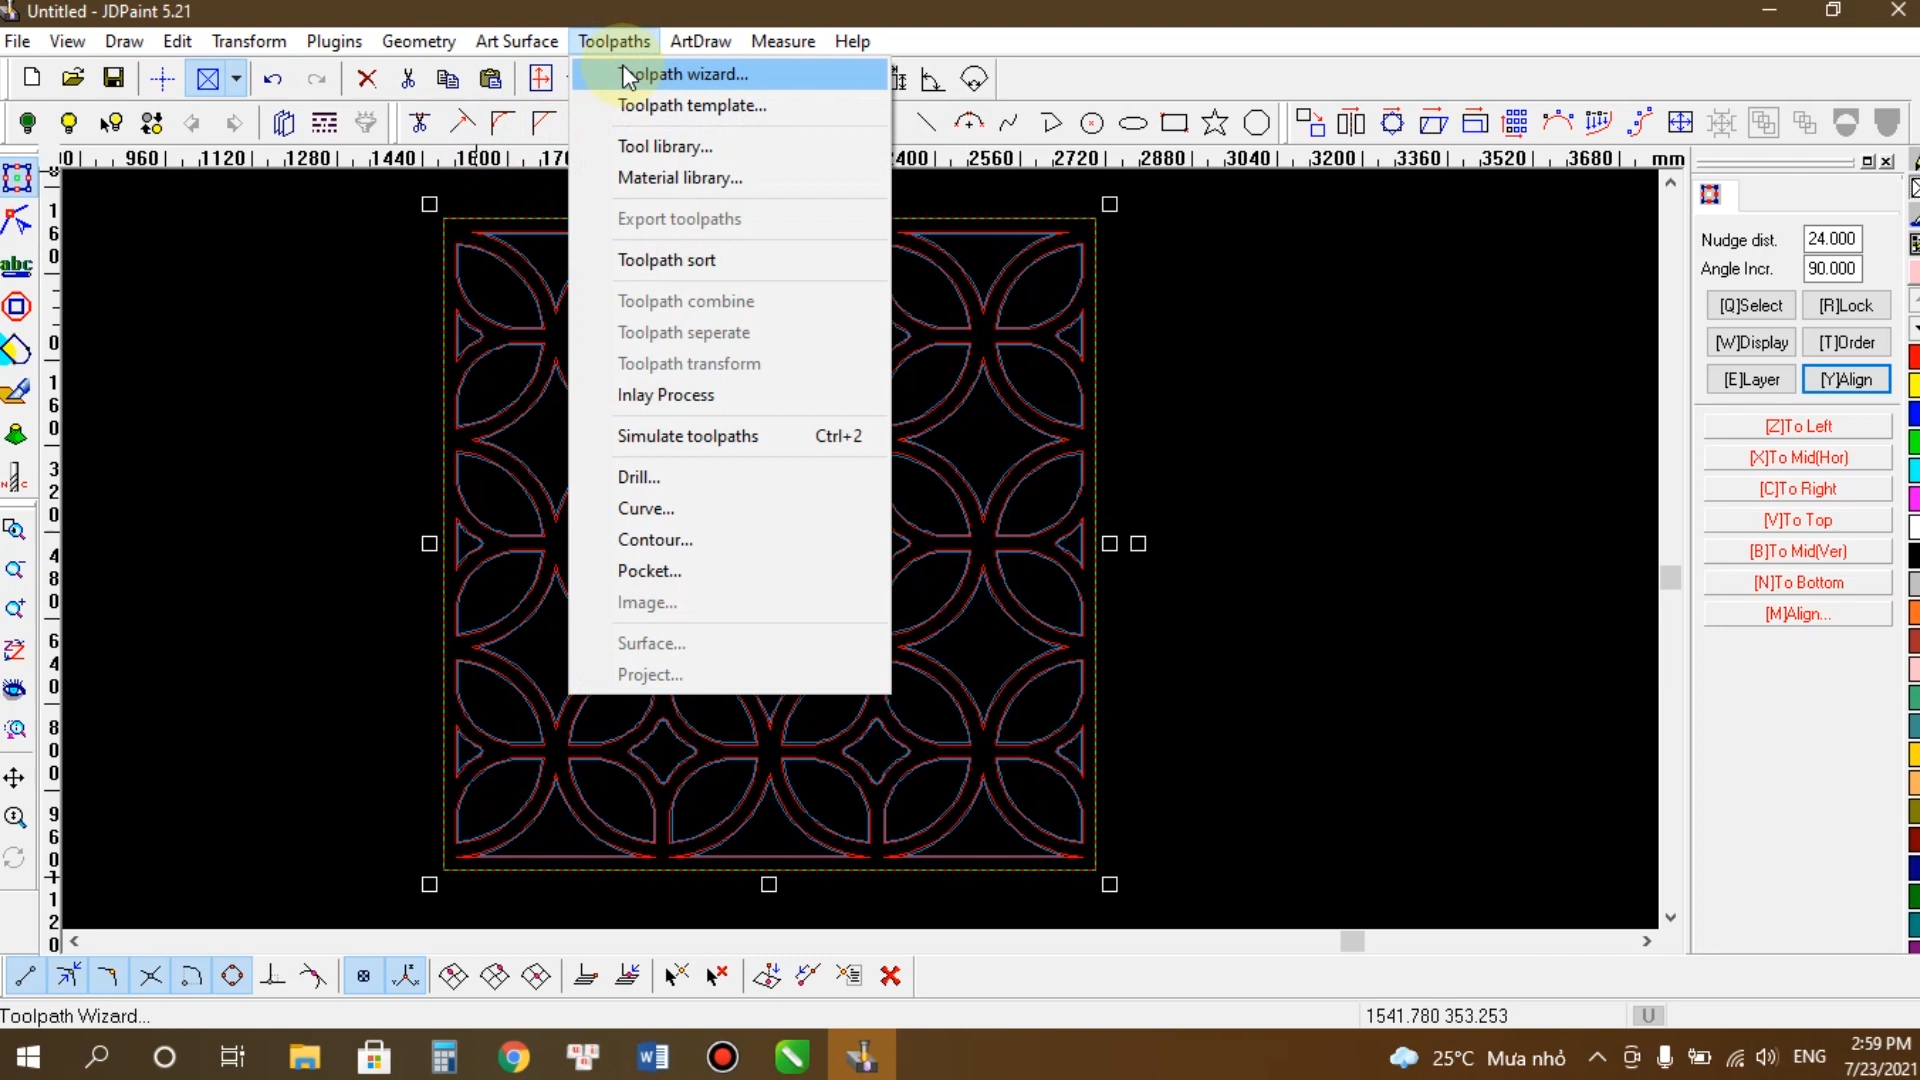 Untitled - JDPaint 5.21
File View Draw Edit Transform Plugins Geometry Art Surface Toolpaths ArtDraw Measure Help
Toolpath wizard...
Toolpath template...
Tool library...
Material library...
Export toolpaths
Toolpath sort
Toolpath combine
Toolpath seperate
Toolpath transform
Inlay Process
Simulate toolpaths Ctrl+2
Drill...
Curve...
Contour...
Pocket...
Image...
Surface...
Project...
960 1120 1280 1440 1600 2560 2720 2880 3040 3200 3360 3520 3680 mm
abc
Nudge dist. 24.000
Angle Incr. 90.000
[Q]Select [R]Lock
[W]Display [T]Order
[E]Layer [Y]Align
[Z]To Left
[X]To Mid(Hor)
[C]To Right
[V]To Top
[B]To Mid(Ver)
[N]To Bottom
[M]Align...
Toolpath Wizard...
1541.780 353.253
U
25°C Mưa nhỏ
ENG
2:59 PM
7/23/2021